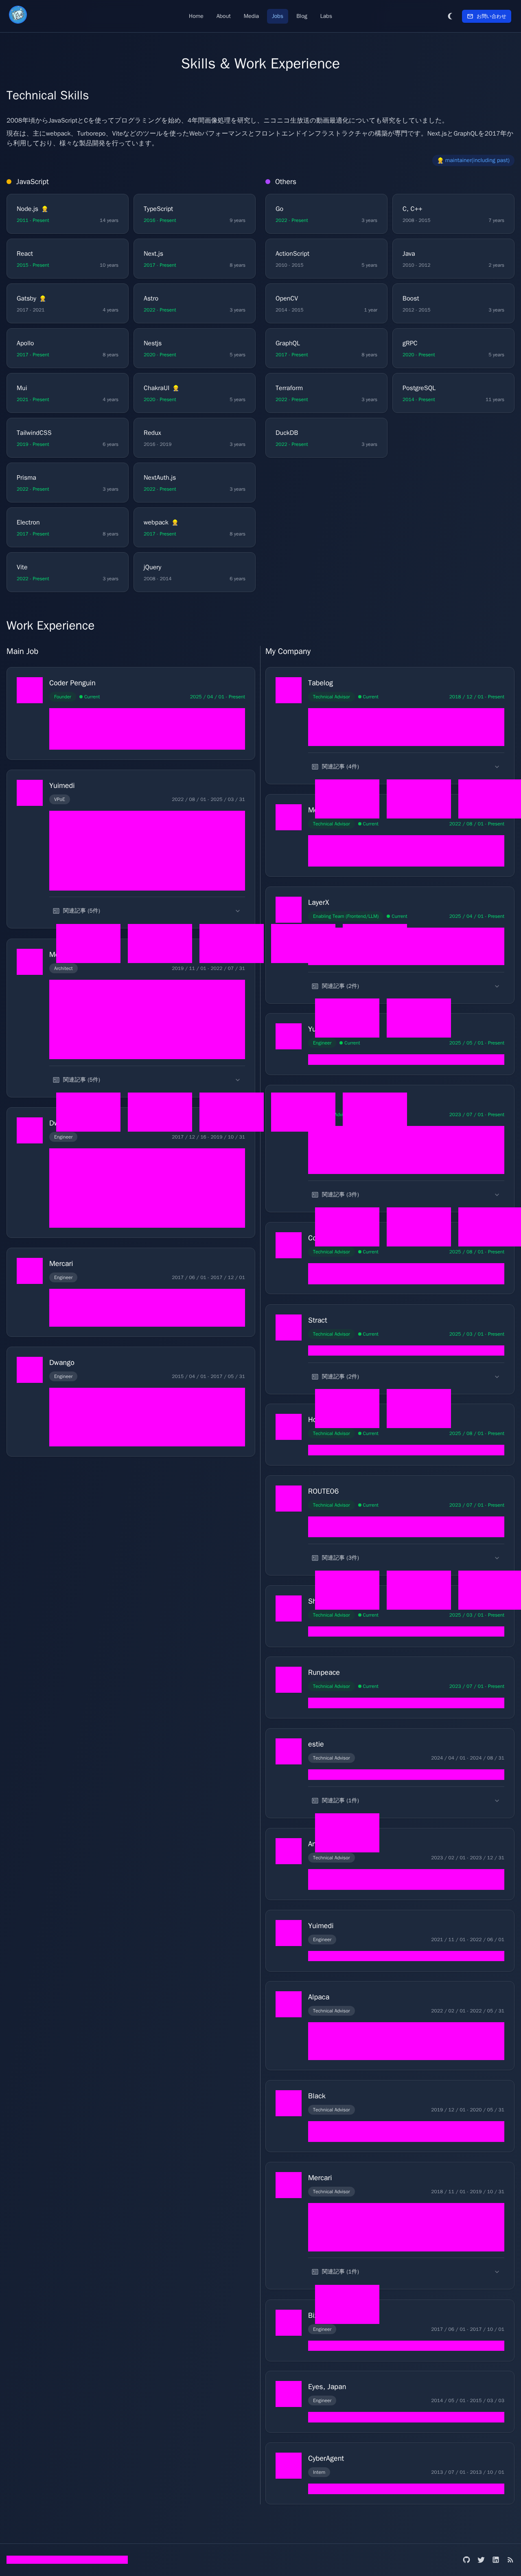 Home
About
Media
Jobs
Blog
Labs
お問い合わせ
Skills & Work Experience
Technical Skills
2008年頃からJavaScriptとCを使ってプログラミングを始め、4年間画像処理を研究し、ニコニコ生放送の動画最適化についても研究をしていました。
現在は、主にwebpack、Turborepo、Viteなどのツールを使ったWebパフォーマンスとフロントエンドインフラストラクチャの構築が専門です。Next.jsとGraphQLを2017年か
ら利用しており、様々な製品開発を行っています。
👷 maintainer(including past)
JavaScript
Node.js 👷
2011 - Present 14 years
TypeScript
2016 - Present 9 years
React
2015 - Present 10 years
Next.js
2017 - Present 8 years
Gatsby 👷
2017 - 2021 4 years
Astro
2022 - Present 3 years
Apollo
2017 - Present 8 years
Nestjs
2020 - Present 5 years
Mui
2021 - Present 4 years
ChakraUI 👷
2020 - Present 5 years
TailwindCSS
2019 - Present 6 years
Redux
2016 - 2019 3 years
Prisma
2022 - Present 3 years
NextAuth.js
2022 - Present 3 years
Electron
2017 - Present 8 years
webpack 👷
2017 - Present 8 years
Vite
2022 - Present 3 years
jQuery
2008 - 2014 6 years
Others
Go
2022 - Present 3 years
C, C++
2008 - 2015 7 years
ActionScript
2010 - 2015 5 years
Java
2010 - 2012 2 years
OpenCV
2014 - 2015 1 year
Boost
2012 - 2015 3 years
GraphQL
2017 - Present 8 years
gRPC
2020 - Present 5 years
Terraform
2022 - Present 3 years
PostgreSQL
2014 - Present 11 years
DuckDB
2022 - Present 3 years
Work Experience
Main Job
Coder Penguin
Founder Current 2025 / 04 / 01 - Present
Yuimedi
VPoE 2022 / 08 / 01 - 2025 / 03 / 31
関連記事 (5件)
Architect 2019 / 11 / 01 - 2022 / 07 / 31
関連記事 (5件)
Engineer 2017 / 12 / 16 - 2019 / 10 / 31
Mercari
Engineer 2017 / 06 / 01 - 2017 / 12 / 01
Dwango
Engineer 2015 / 04 / 01 - 2017 / 05 / 31
My Company
Tabelog
Technical Advisor Current 2018 / 12 / 01 - Present
関連記事 (4件)
Technical Advisor Current 2022 / 08 / 01 - Present
LayerX
Enabling Team (Frontend/LLM) Current 2025 / 04 / 01 - Present
関連記事 (2件)
Engineer Current 2025 / 05 / 01 - Present
2023 / 07 / 01 - Present
関連記事 (3件)
Technical Advisor Current 2025 / 08 / 01 - Present
Stract
Technical Advisor Current 2025 / 03 / 01 - Present
関連記事 (2件)
Technical Advisor Current 2025 / 08 / 01 - Present
ROUTE06
Technical Advisor Current 2023 / 07 / 01 - Present
関連記事 (3件)
Technical Advisor Current 2025 / 03 / 01 - Present
Runpeace
Technical Advisor Current 2023 / 07 / 01 - Present
estie
Technical Advisor 2024 / 04 / 01 - 2024 / 08 / 31
関連記事 (1件)
Technical Advisor 2023 / 02 / 01 - 2023 / 12 / 31
Yuimedi
Engineer 2021 / 11 / 01 - 2022 / 06 / 01
Alpaca
Technical Advisor 2022 / 02 / 01 - 2022 / 05 / 31
Black
Technical Advisor 2019 / 12 / 01 - 2020 / 05 / 31
Mercari
Technical Advisor 2018 / 11 / 01 - 2019 / 10 / 31
関連記事 (1件)
Engineer 2017 / 06 / 01 - 2017 / 10 / 01
Eyes, Japan
Engineer 2014 / 05 / 01 - 2015 / 03 / 03
CyberAgent
Intern 2013 / 07 / 01 - 2013 / 10 / 01